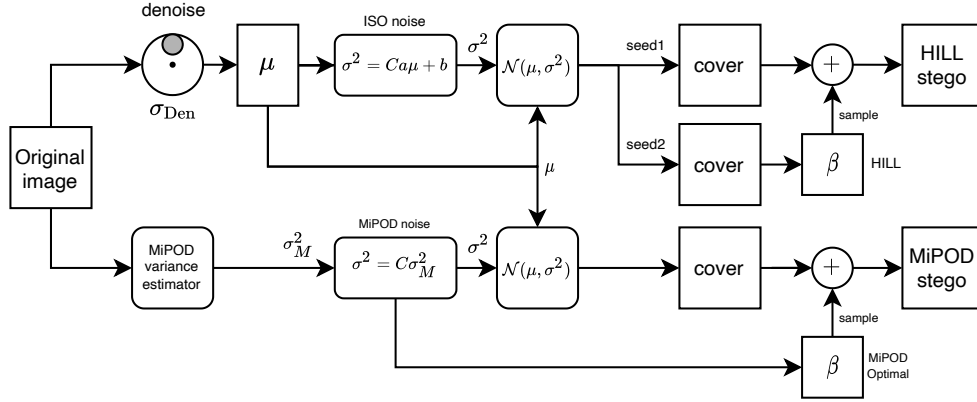 denoise
σ_Den
μ
ISO noise
σ² = Caμ + b
σ²
𝒩(μ, σ²)
seed1
cover
+
HILL
stego
sample
seed2
cover
β
HILL
μ
Original
image
MiPOD
variance
estimator
σ²_M
MiPOD noise
σ² = Cσ²_M
σ²
𝒩(μ, σ²)
cover
+
MiPOD
stego
sample
β
MiPOD
Optimal